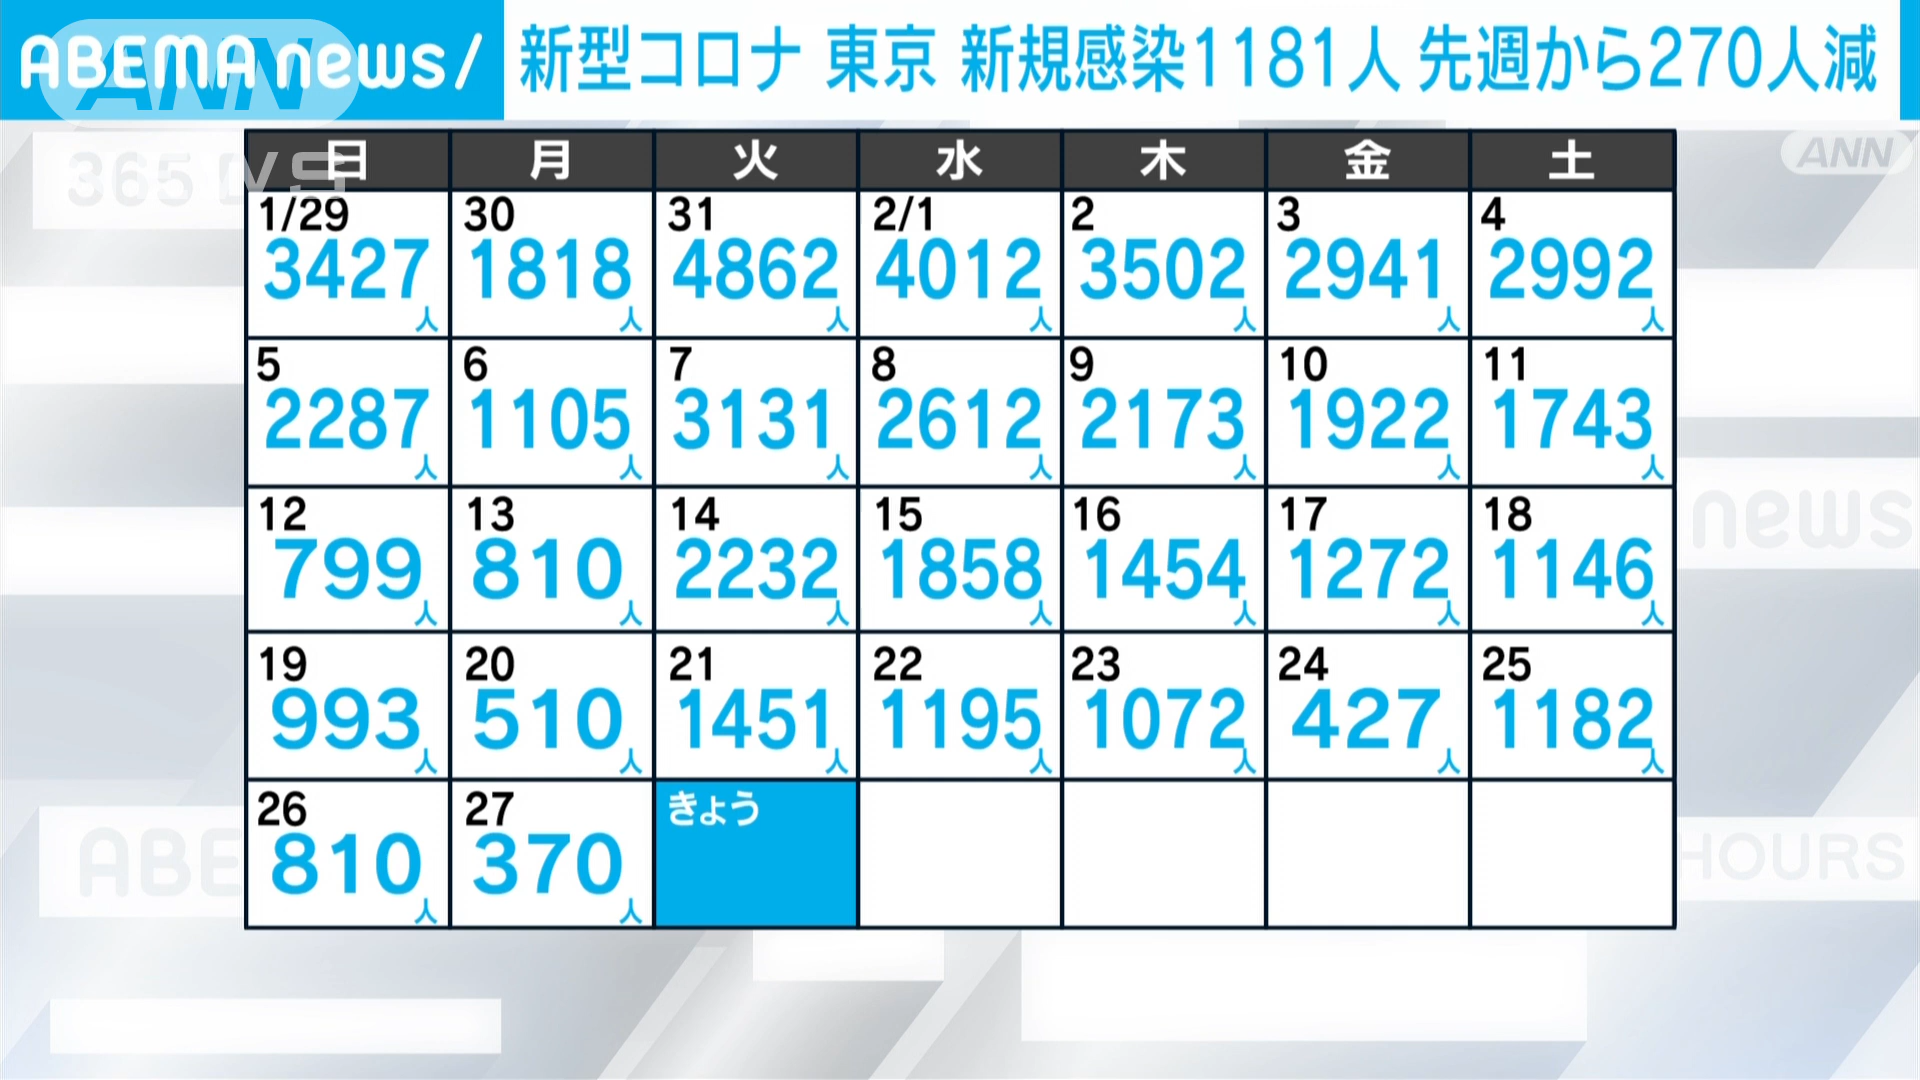 ABEMA news/ 新型コロナ 東京 新規感染1181人 先週から270人減
ANN
ANN
365 DAYS
日 月 火 水 木 金 土
1/29 30 31 2/1 2 3 4
3427人 1818人 4862人 4012人 3502人 2941人 2992人
5 6 7 8 9 10 11
2287人 1105人 3131人 2612人 2173人 1922人 1743人
news
12 13 14 15 16 17 18
799人 810人 2232人 1858人 1454人 1272人 1146人
19 20 21 22 23 24 25
993人 510人 1451人 1195人 1072人 427人 1182人
26 27 きょう
810人 370人
ABE
HOURS